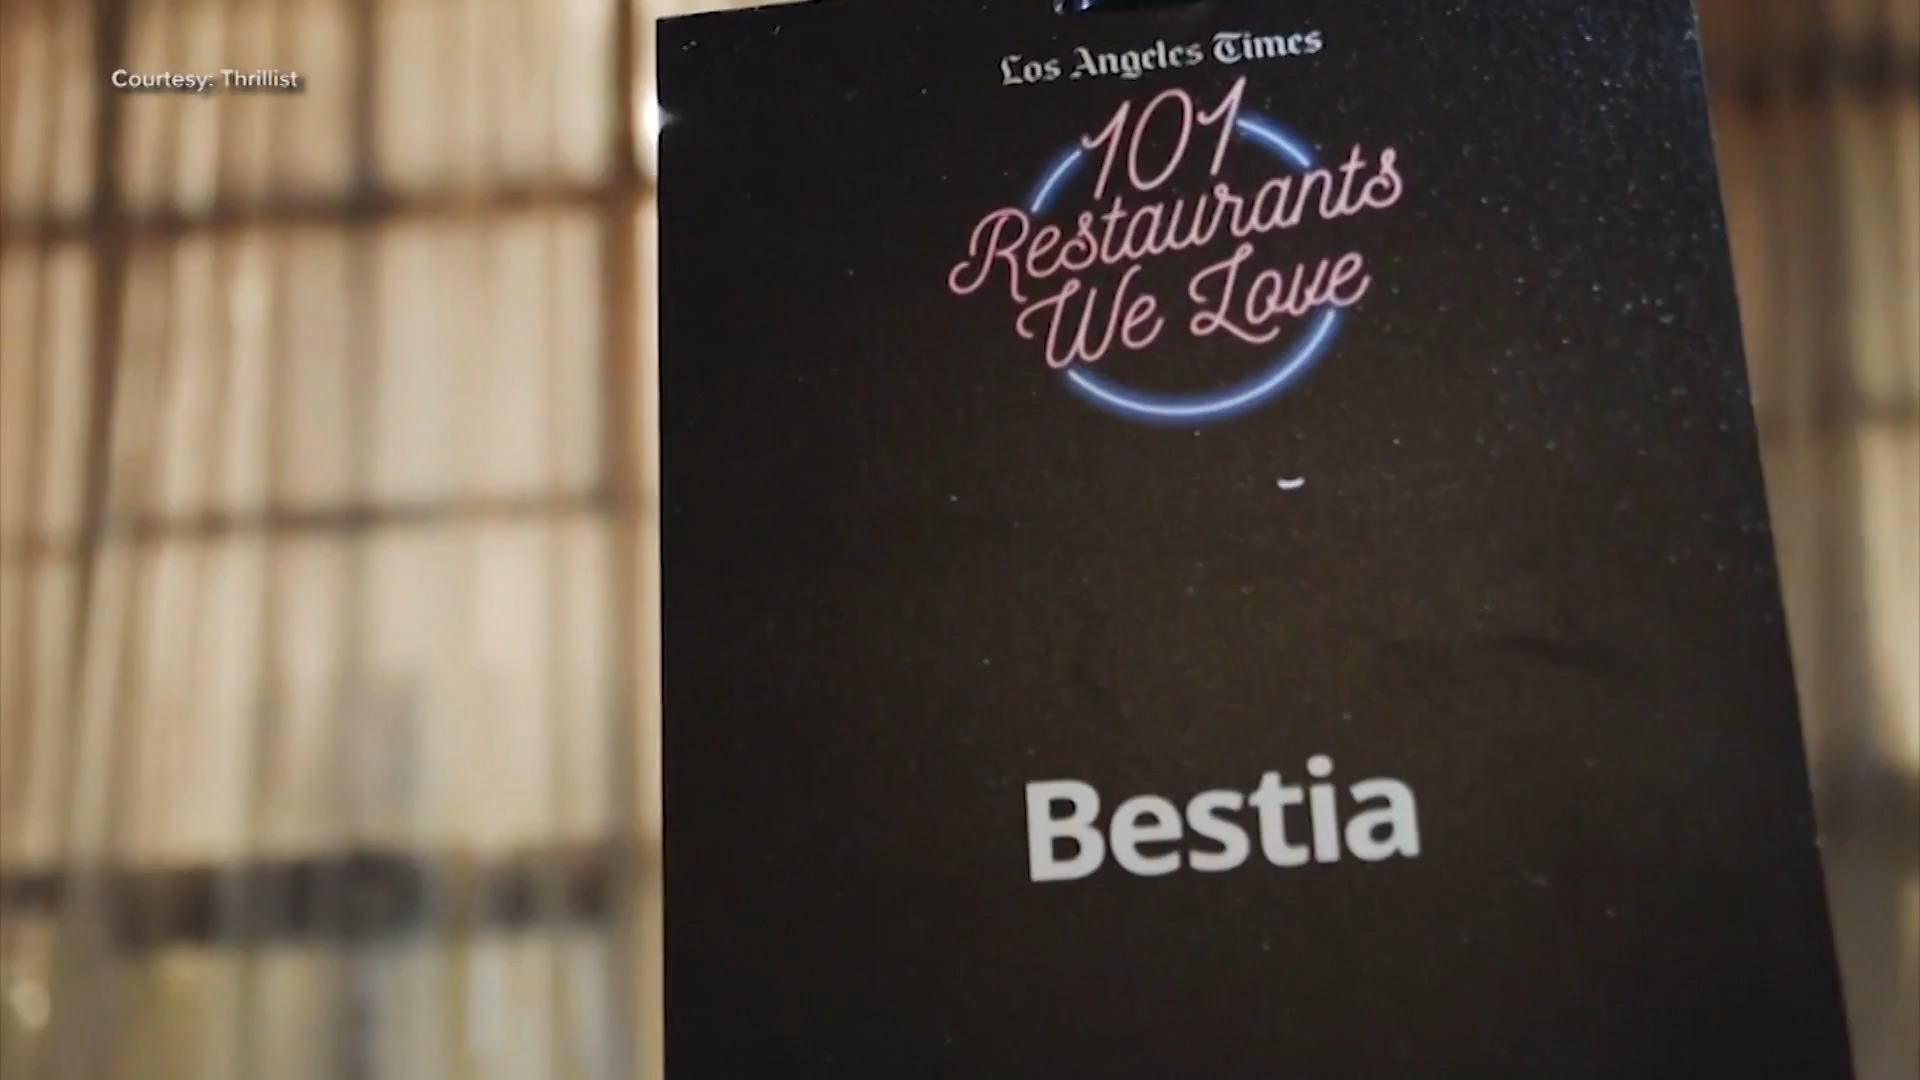 Courtesy: Thrillist
Los Angeles Times
101
Restaurants
We Love
Bestia